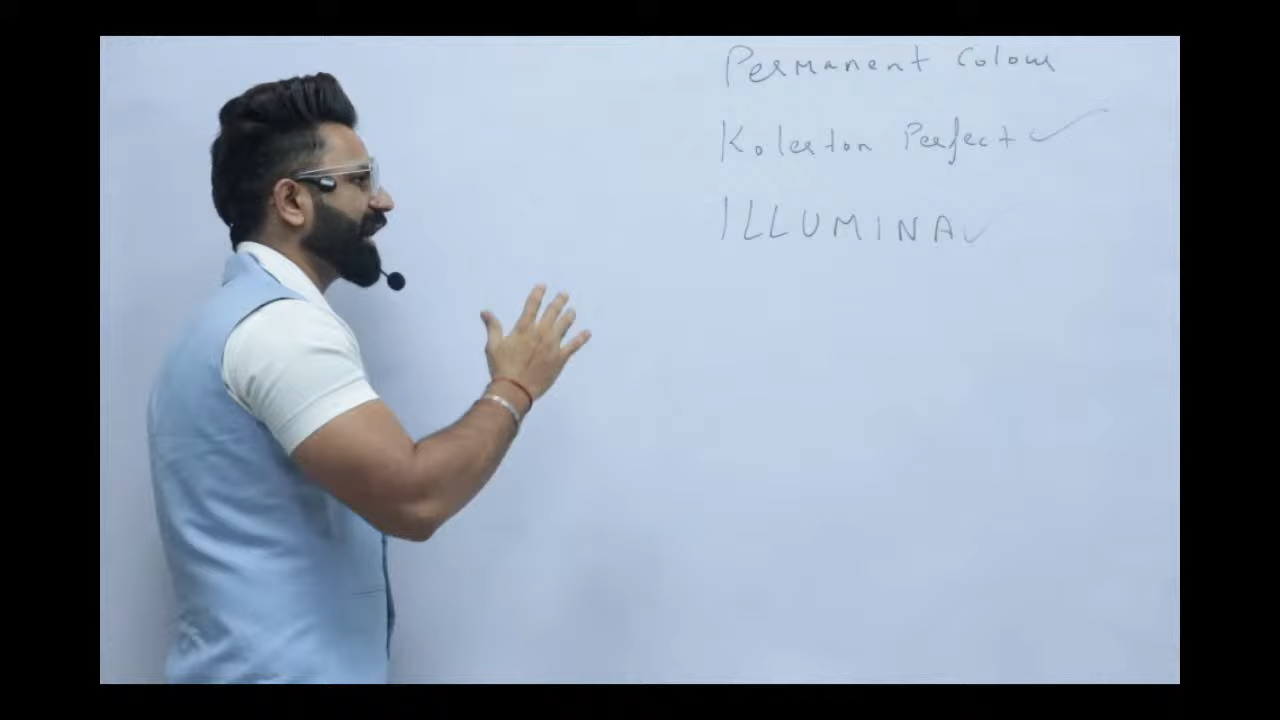 Permanent Colour
Koleston Perfect ✓
ILLUMINA ✓